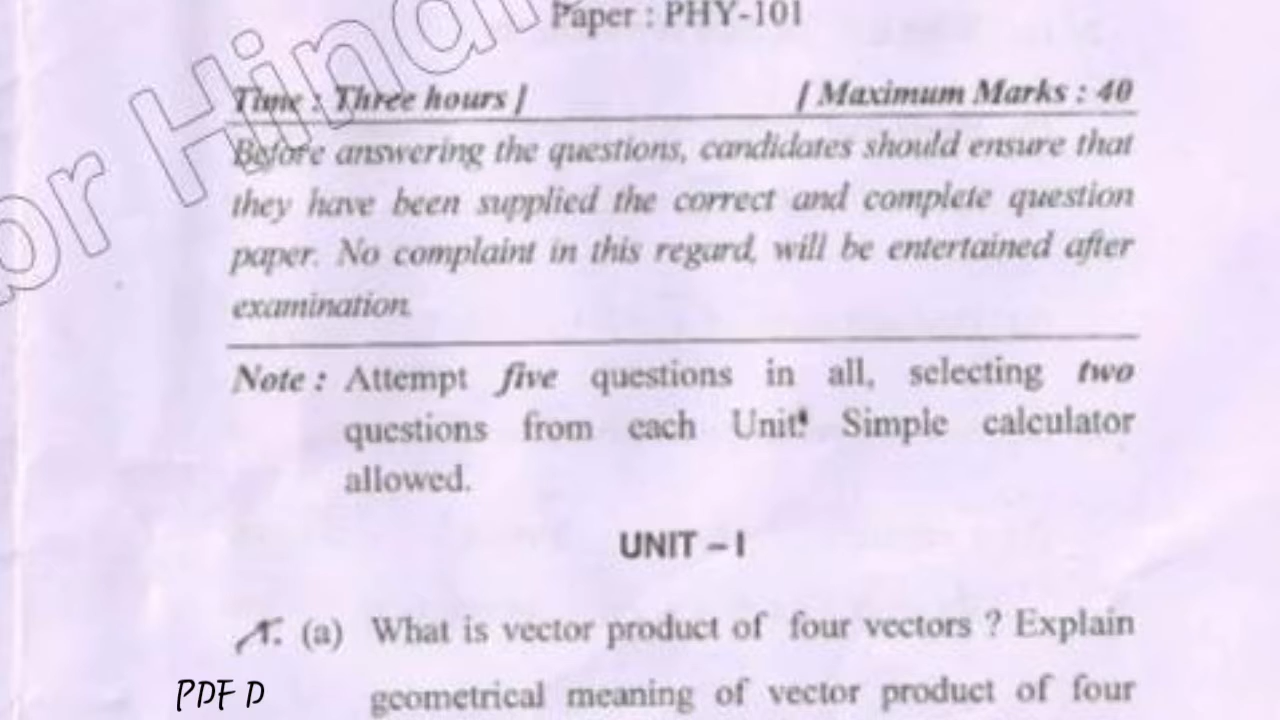 Paper : PHY-101
or Hindi
Time : Three hours ] [ Maximum Marks : 40
Before answering the questions, candidates should ensure that
they have been supplied the correct and complete question
paper. No complaint in this regard, will be entertained after
examination.
Note : Attempt five questions in all, selecting two
questions from each Unit. Simple calculator
allowed.
UNIT – I
1. (a) What is vector product of four vectors ? Explain
geometrical meaning of vector product of four
PDF D